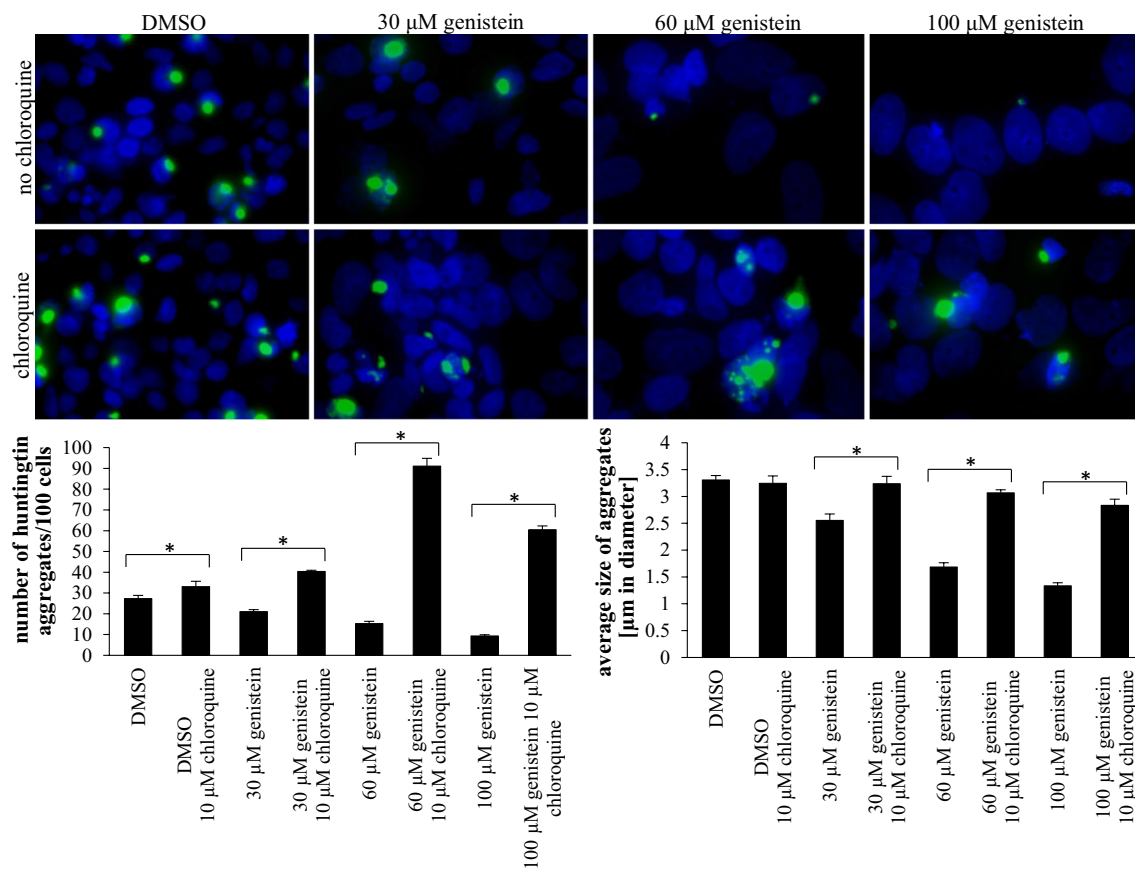 DMSO
30 µM genistein
60 µM genistein
100 µM genistein
no chloroquine
chloroquine
number of huntingtin
aggregates/100 cells
100
90
80
70
60
50
40
30
20
10
0
*
*
*
*
DMSO
DMSO
10 µM chloroquine
30 µM genistein
30 µM genistein
10 µM chloroquine
60 µM genistein
60 µM genistein
10 µM chloroquine
100 µM genistein
100 µM genistein 10 µM
chloroquine
average size of aggregates
[µm in diameter]
4
3.5
3
2.5
2
1.5
1
0.5
0
*
*
*
DMSO
DMSO
10 µM chloroquine
30 µM genistein
30 µM genistein
10 µM chloroquine
60 µM genistein
60 µM genistein
10 µM chloroquine
100 µM genistein
100 µM genistein
10 µM chloroquine